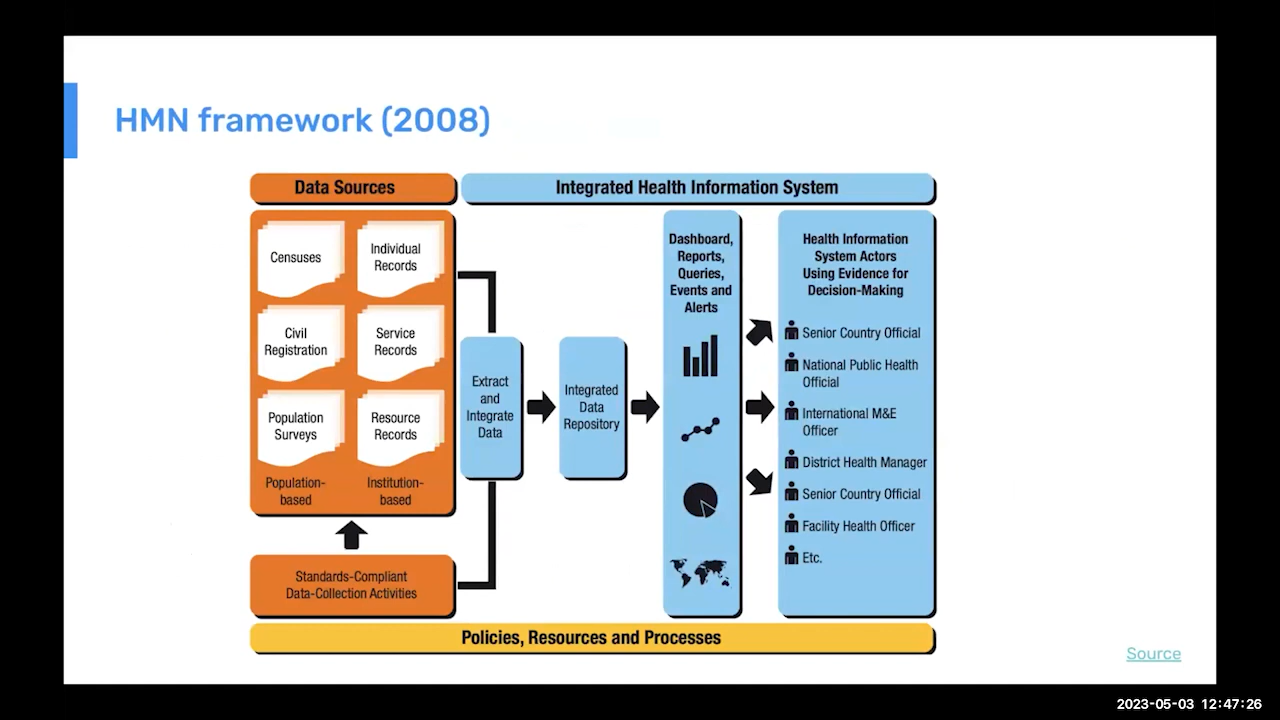 HMN framework (2008)
Data Sources
Integrated Health Information System
Censuses
Individual
Records
Civil
Registration
Service
Records
Population
Surveys
Resource
Records
Population-
based
Institution-
based
Standards-Compliant
Data-Collection Activities
Extract
and
Integrate
Data
Integrated
Data
Repository
Dashboard,
Reports,
Queries,
Events and
Alerts
Health Information
System Actors
Using Evidence for
Decision-Making
Senior Country Official
National Public Health
Official
International M&E
Officer
District Health Manager
Senior Country Official
Facility Health Officer
Etc.
Policies, Resources and Processes
Source
2023-05-03 12:47:26